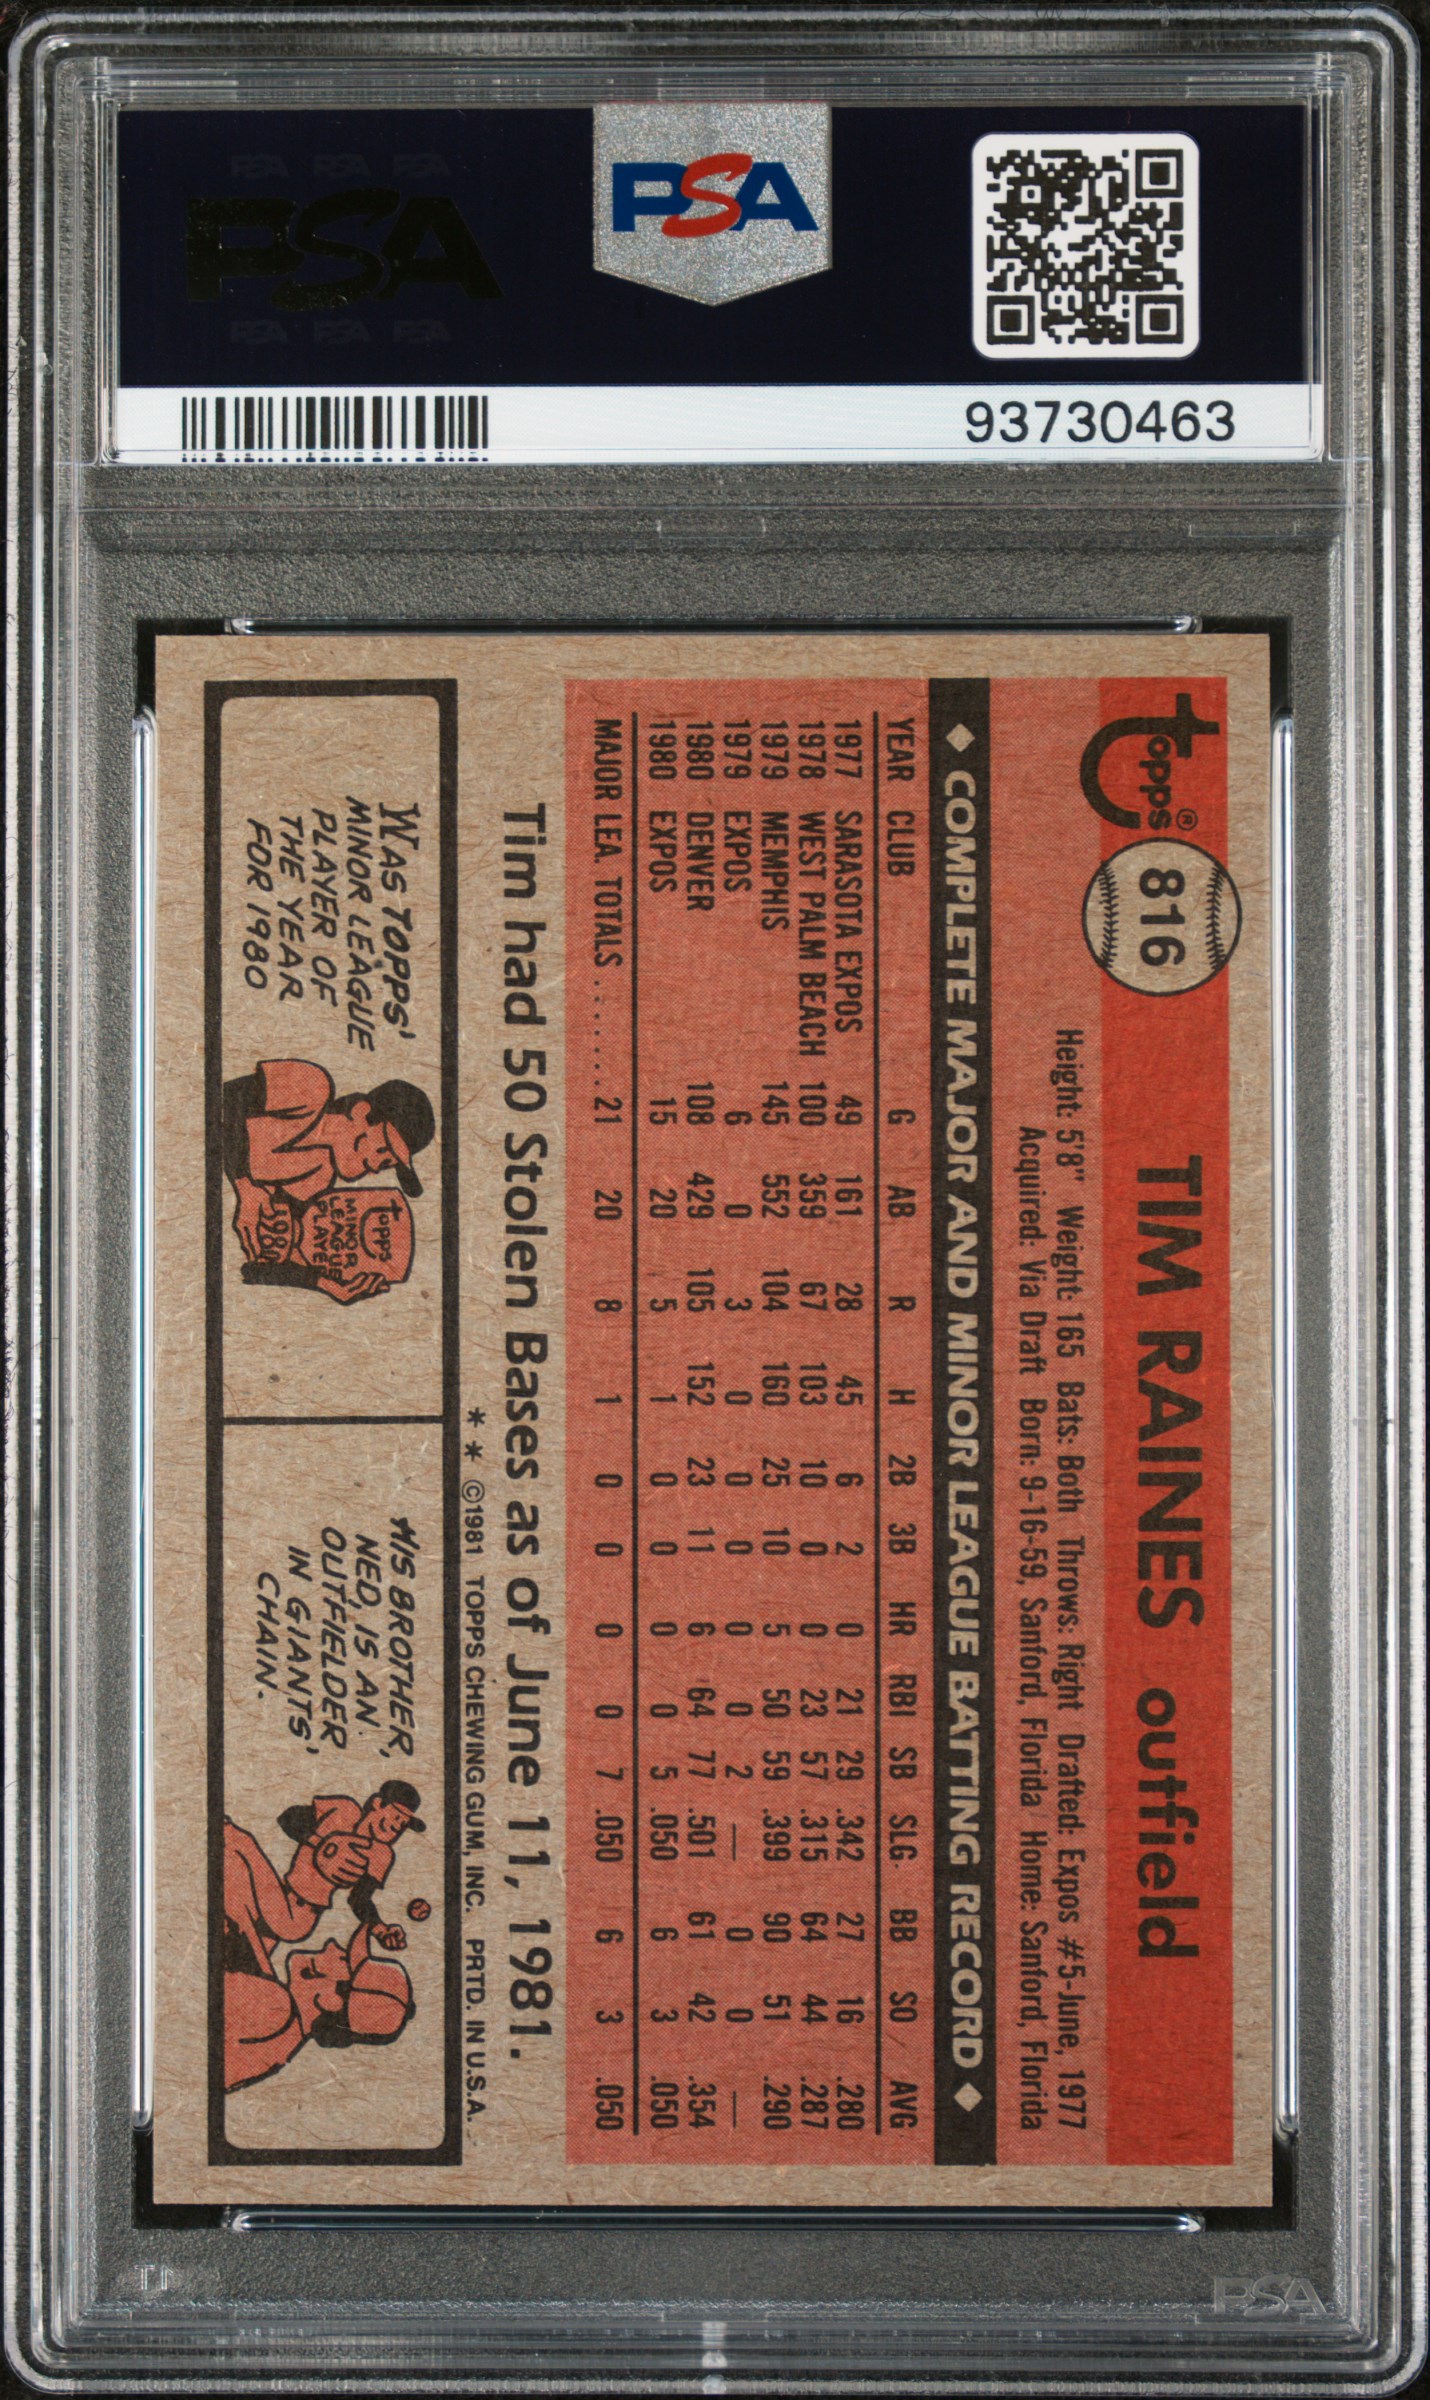 PSA PSA PSA
PSA
PSA PSA PSA
PSA
93730463
topps® 816 TIM RAINES outfield
Height: 5'8" Weight: 165 Bats: Both Throws: Right Drafted: Expos #5-June, 1977
Acquired: Via Draft Born: 9-16-59, Sanford, Florida Home: Sanford, Florida
◆ COMPLETE MAJOR AND MINOR LEAGUE BATTING RECORD ◆
YEAR CLUB G AB R H 2B 3B HR RBI SB SLG. BB SO AVG
1977 SARASOTA EXPOS 49 161 28 45 6 2 0 21 29 .342 27 16 .280
1978 WEST PALM BEACH 100 359 67 103 10 0 0 23 57 .315 64 44 .287
1979 MEMPHIS 145 552 104 160 25 10 5 50 59 .399 90 51 .290
1979 EXPOS 6 0 3 0 0 0 0 0 2 — 0 0 —
1980 DENVER 108 429 105 152 23 11 6 64 77 .501 61 42 .354
1980 EXPOS 15 20 5 1 0 0 0 0 5 .050 6 3 .050
MAJOR LEA. TOTALS ....... 21 20 8 1 0 0 0 0 7 .050 6 3 .050
Tim had 50 Stolen Bases as of June 11, 1981.
* * ©1981 TOPPS CHEWING GUM, INC. PRTD. IN U.S.A.
WAS TOPPS'
MINOR LEAGUE
PLAYER OF
THE YEAR
FOR 1980
topps
MINOR
LEAGUE
PLAYE
1980
HIS BROTHER,
NED, IS AN
OUTFIELDER
IN GIANTS'
CHAIN.
PSA